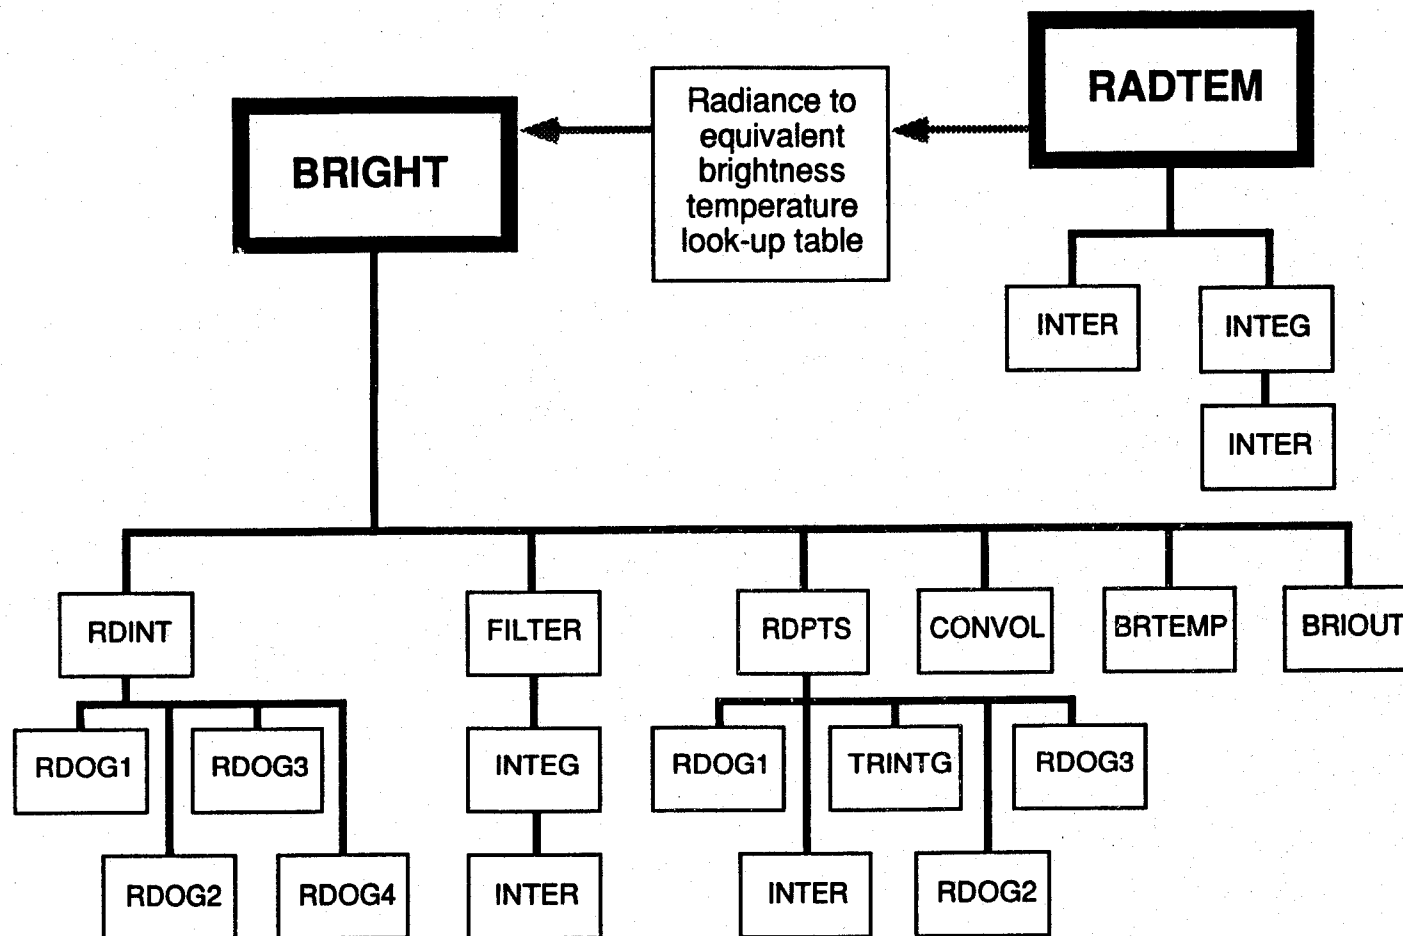 RADTEM
Radiance to
equivalent
brightness
temperature
look-up table
BRIGHT
INTER
INTEG
INTER
RDINT
FILTER
RDPTS
CONVOL
BRTEMP
BRIOUT
RDOG1
RDOG3
INTEG
RDOG1
TRINTG
RDOG3
RDOG2
RDOG4
INTER
INTER
RDOG2